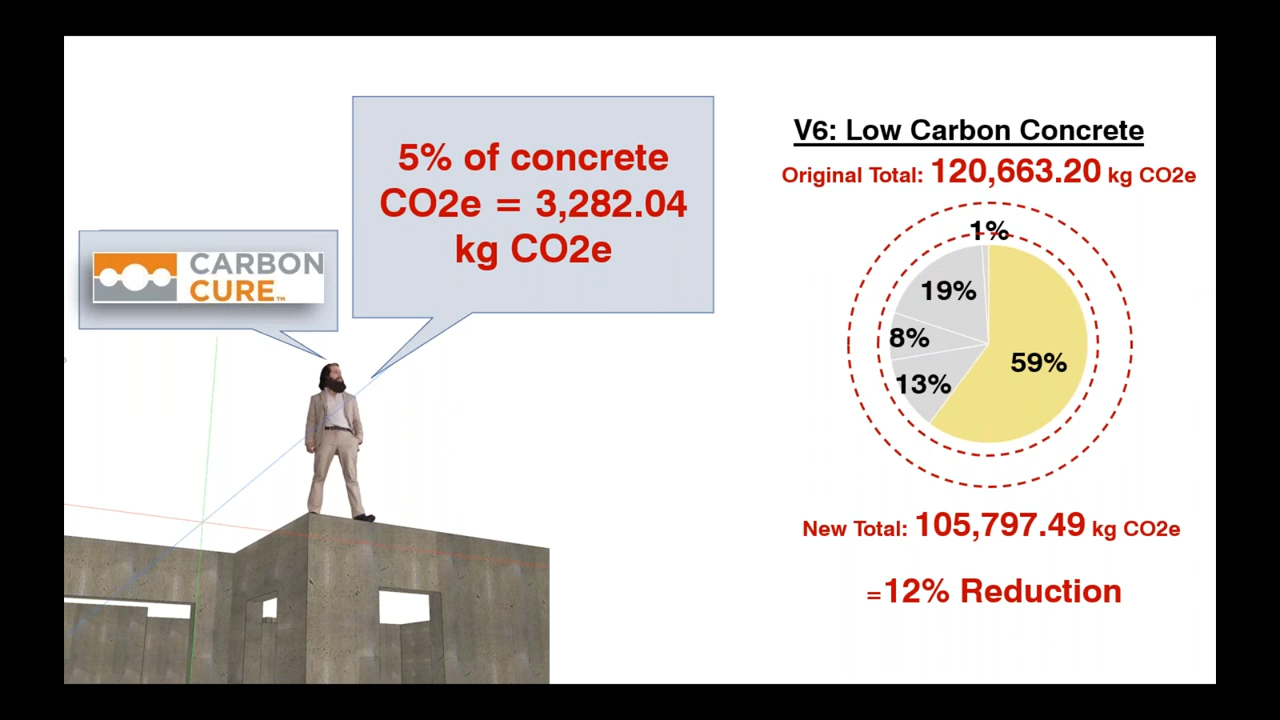 CARBON
CURE™
5% of concrete
CO2e = 3,282.04
kg CO2e
V6: Low Carbon Concrete
Original Total: 120,663.20 kg CO2e
1%
19%
8%
59%
13%
New Total: 105,797.49 kg CO2e
=12% Reduction